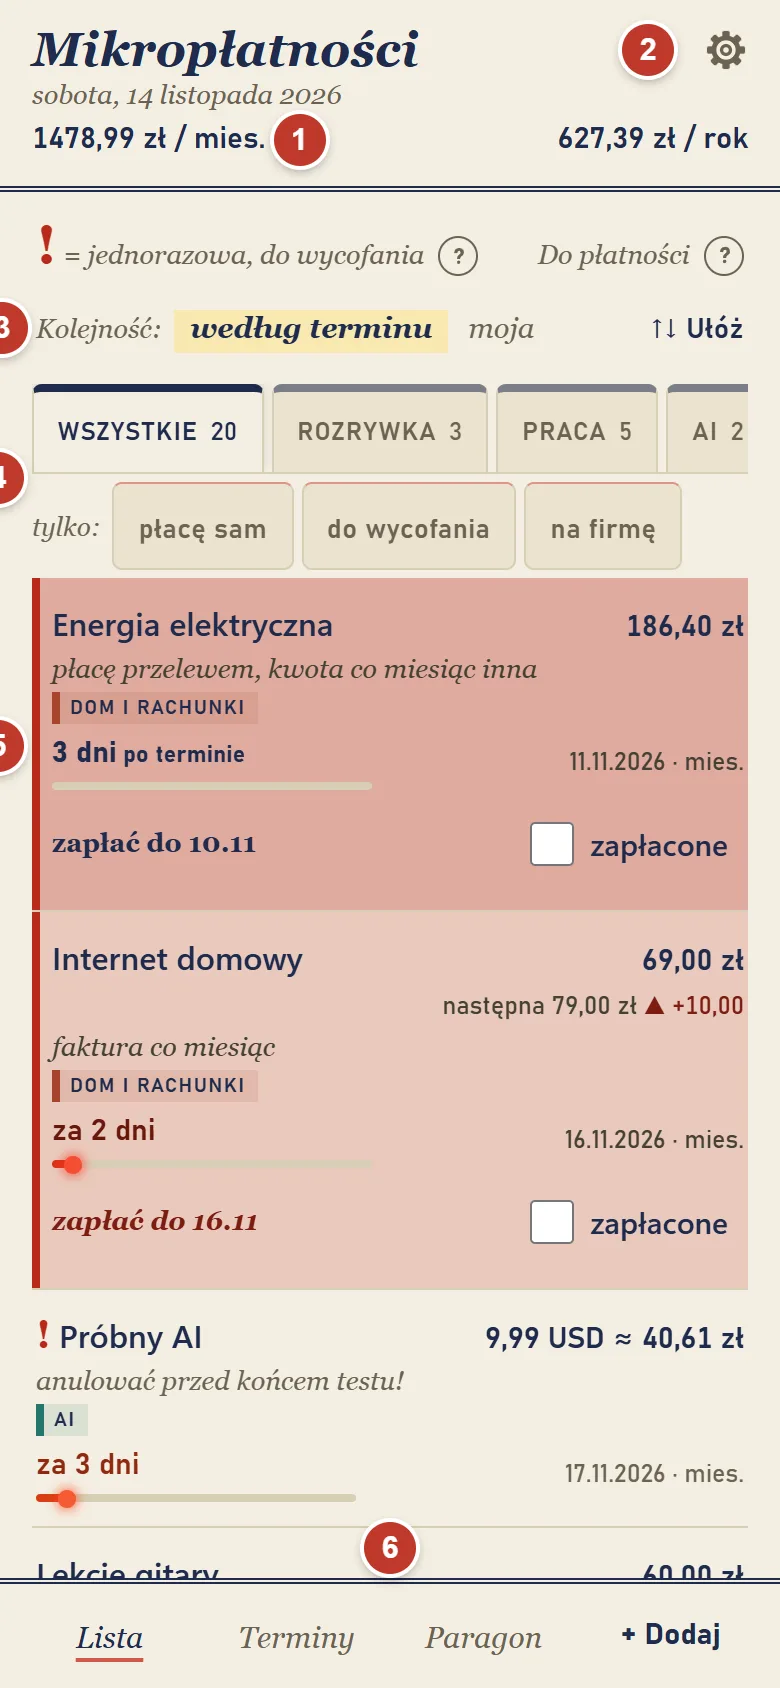 Mikropłatności
2
sobota, 14 listopada 2026
1478,99 zł / mies. 1 627,39 zł / rok
! = jednorazowa, do wycofania ? Do płatności ?
3 Kolejność: według terminu moja ↑↓ Ułóż
WSZYSTKIE 20 ROZRYWKA 3 PRACA 5 AI 2
4
tylko: płacę sam do wycofania na firmę
Energia elektryczna 186,40 zł
płacę przelewem, kwota co miesiąc inna
DOM I RACHUNKI
5
3 dni po terminie 11.11.2026 · mies.
zapłać do 10.11 zapłacone
Internet domowy 69,00 zł
następna 79,00 zł ▲ +10,00
faktura co miesiąc
DOM I RACHUNKI
za 2 dni 16.11.2026 · mies.
zapłać do 16.11 zapłacone
! Próbny AI 9,99 USD ≈ 40,61 zł
anulować przed końcem testu!
AI
za 3 dni 17.11.2026 · mies.
6
Lekcje gitary 60,00 zł
Lista Terminy Paragon + Dodaj